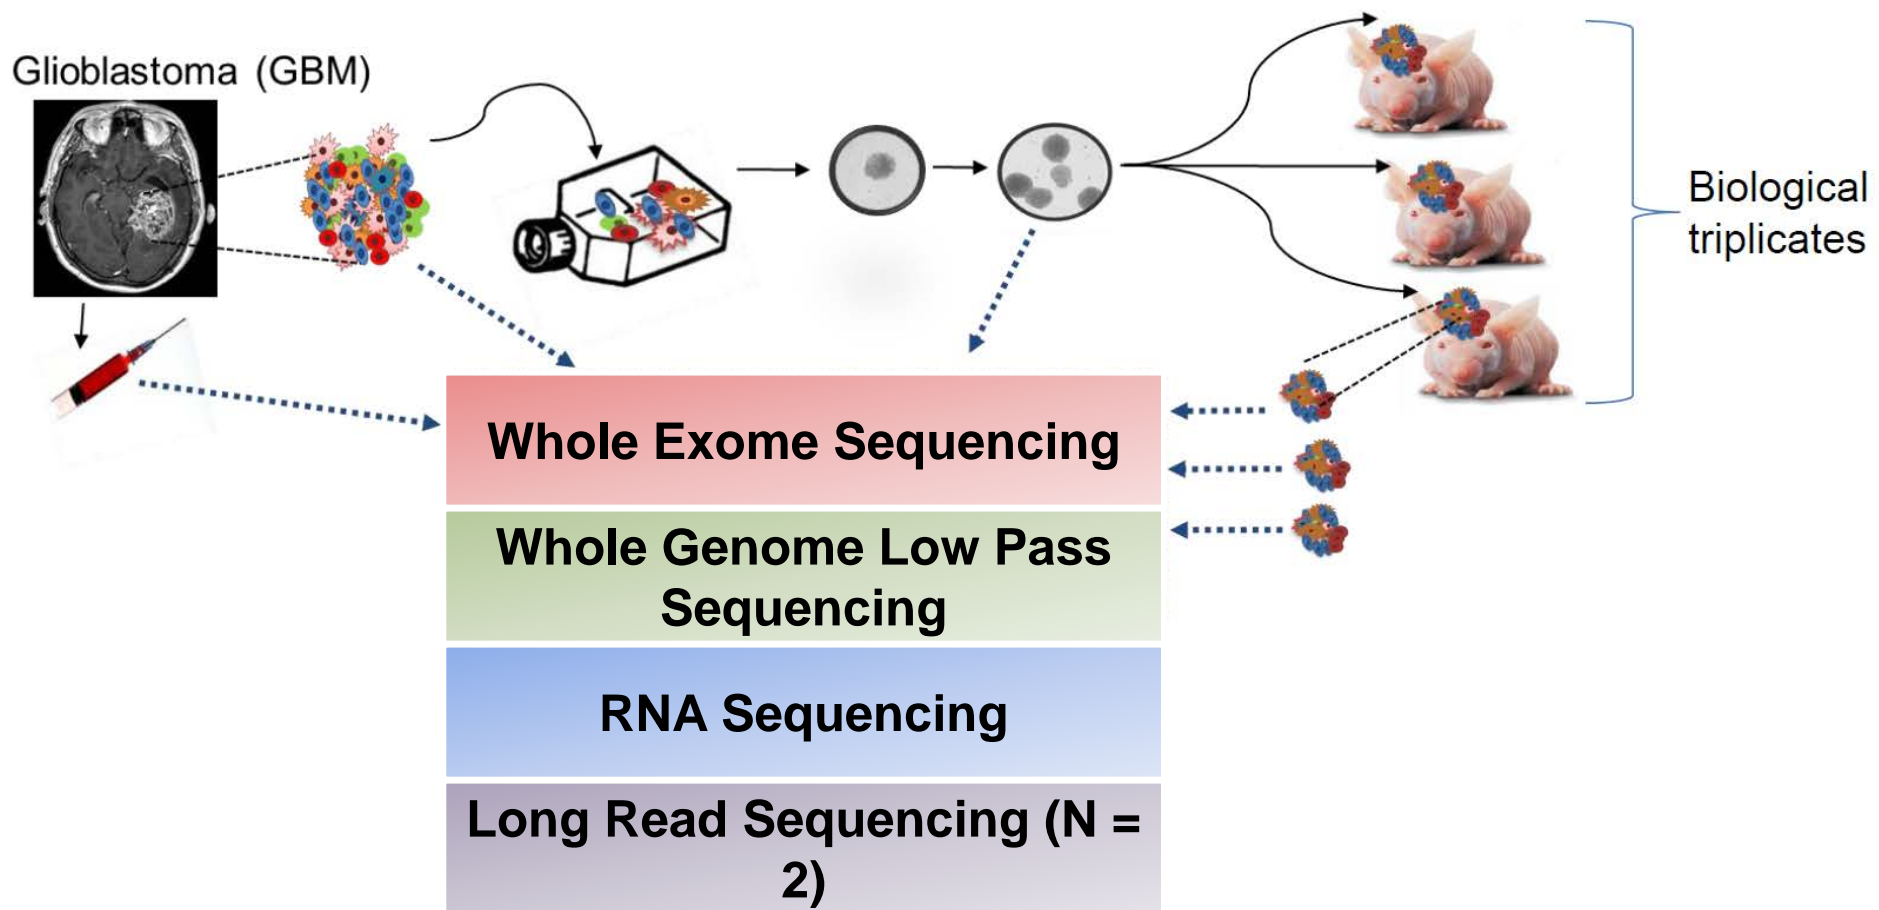 Glioblastoma (GBM)
Biological
triplicates
Whole Exome Sequencing
Whole Genome Low Pass
Sequencing
RNA Sequencing
Long Read Sequencing (N =
2)